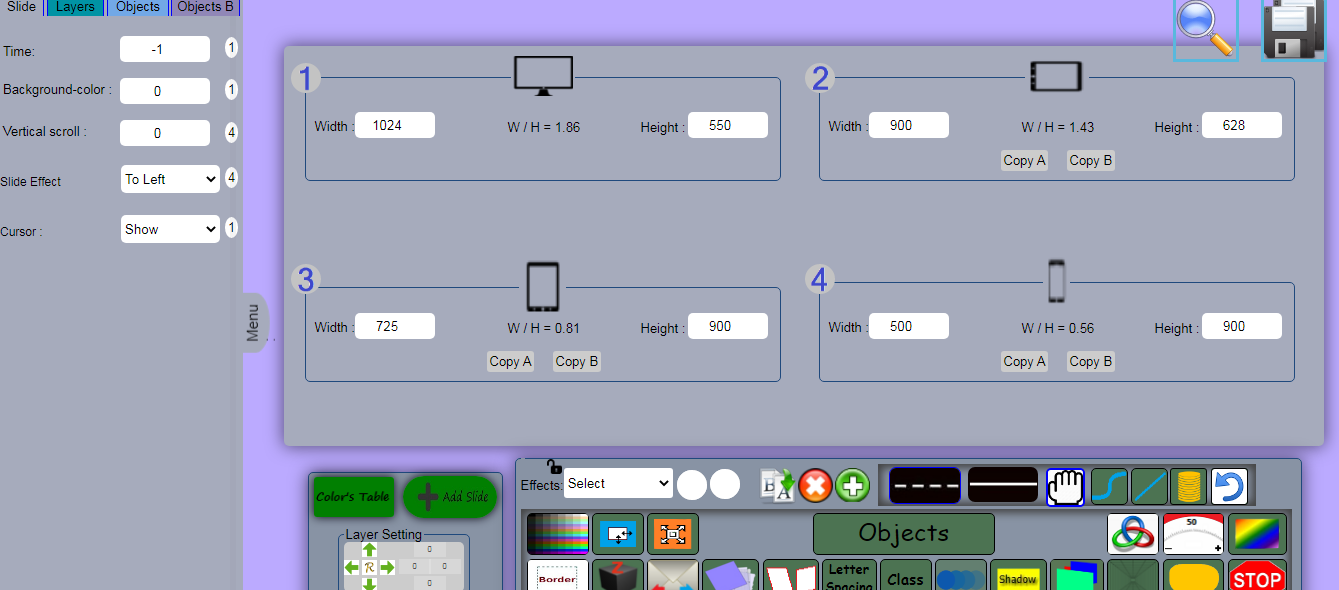 Slide Layers Objects Objects B
Time: -1 1
Background-color : 0 1
Vertical scroll : 0 4
Slide Effect To Left 4
Cursor : Show 1
Menu
1
Width : 1024 W / H = 1.86 Height : 550
2
Width : 900 W / H = 1.43 Height : 628
Copy A Copy B
3
Width : 725 W / H = 0.81 Height : 900
Copy A Copy B
4
Width : 500 W / H = 0.56 Height : 900
Copy A Copy B
Color's Table Add Slide
Layer Setting
0
R 0 0
0
Effects: Select B A
Objects 50
Border Z Letter
Spacing Class Shadow STOP